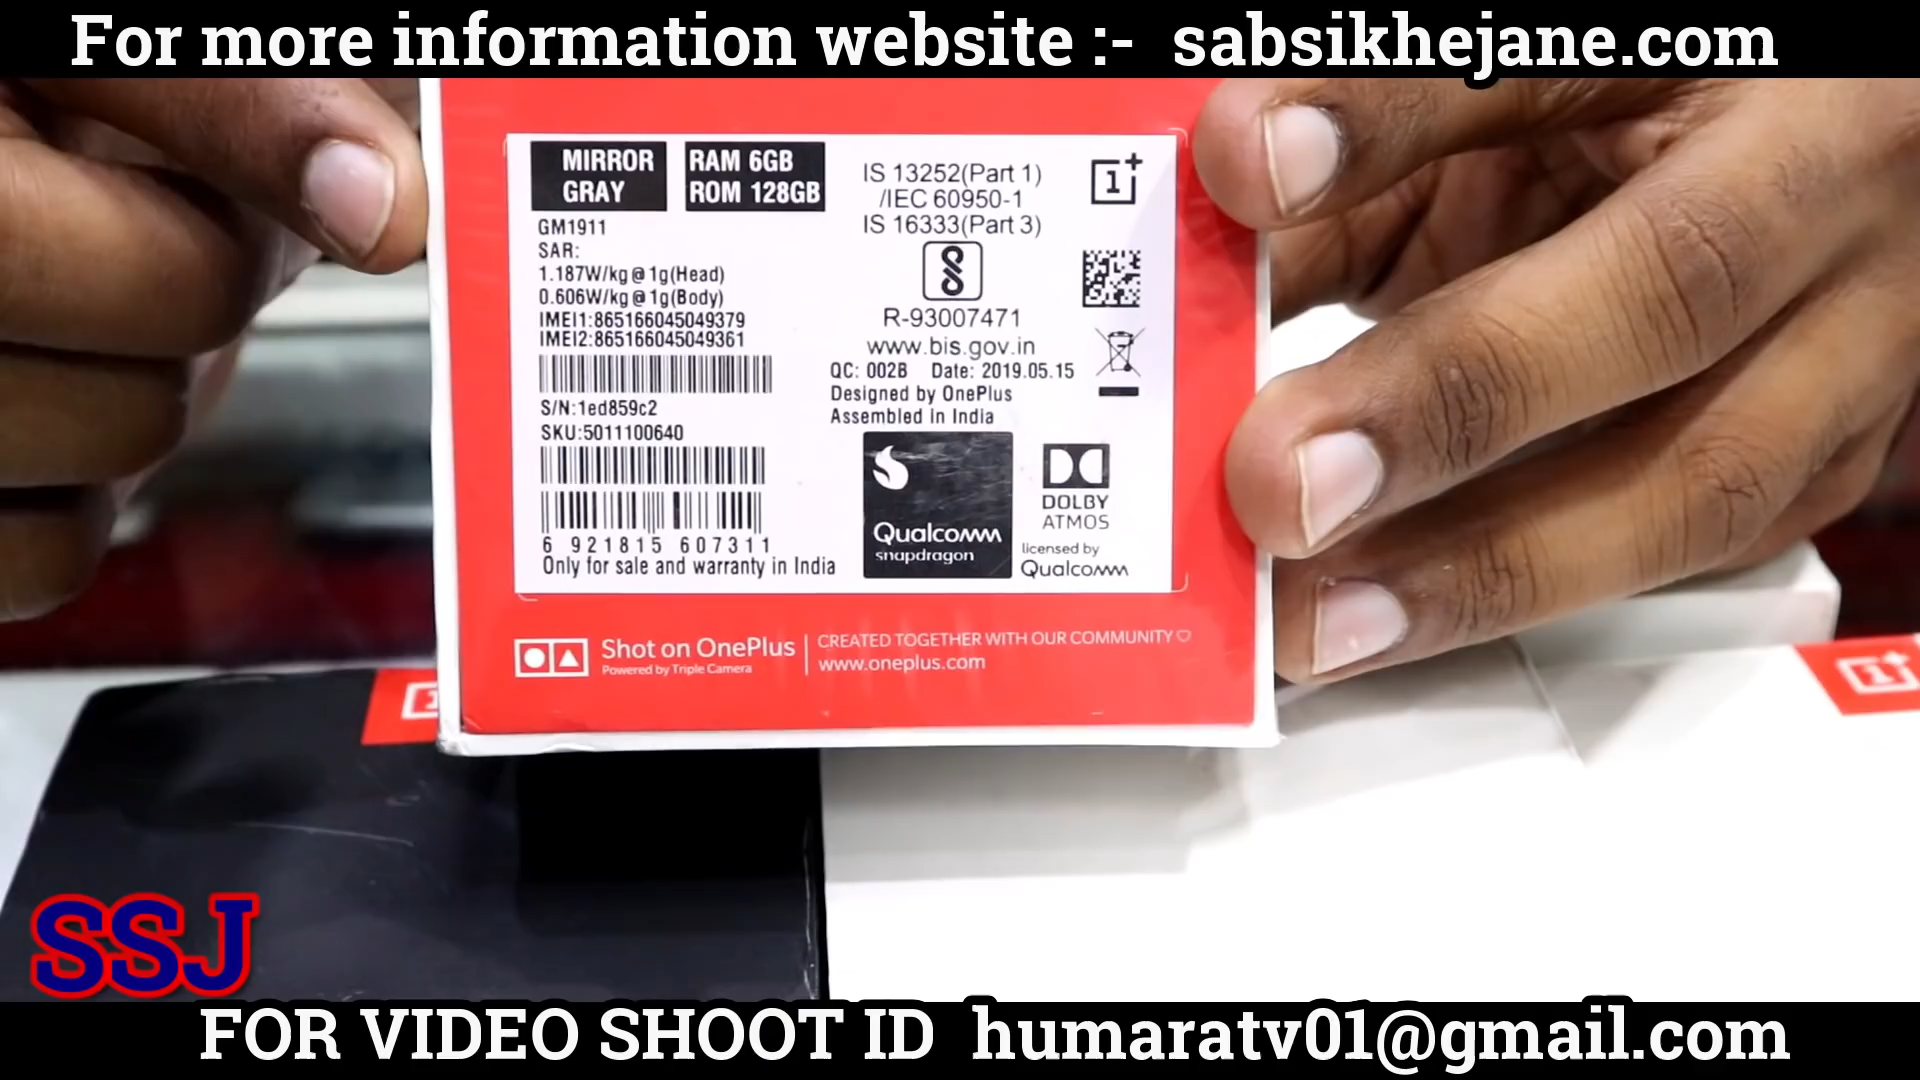 For more information website :- sabsikhejane.com
MIRROR
GRAY
RAM 6GB
ROM 128GB
GM1911
SAR:
1.187W/kg@1g(Head)
0.606W/kg@1g(Body)
IMEI1:865166045049379
IMEI2:865166045049361
S/N:1ed859c2
SKU:5011100640
6 921815 607311
Only for sale and warranty in India
IS 13252(Part 1)
/IEC 60950-1
IS 16333(Part 3)
R-93007471
www.bis.gov.in
QC: 002B Date: 2019.05.15
Designed by OnePlus
Assembled in India
Qualcomm
snapdragon
DOLBY
ATMOS
licensed by
Qualcomm
Shot on OnePlus
Powered by Triple Camera
CREATED TOGETHER WITH OUR COMMUNITY
www.oneplus.com
SSJ
FOR VIDEO SHOOT ID humaratv01@gmail.com